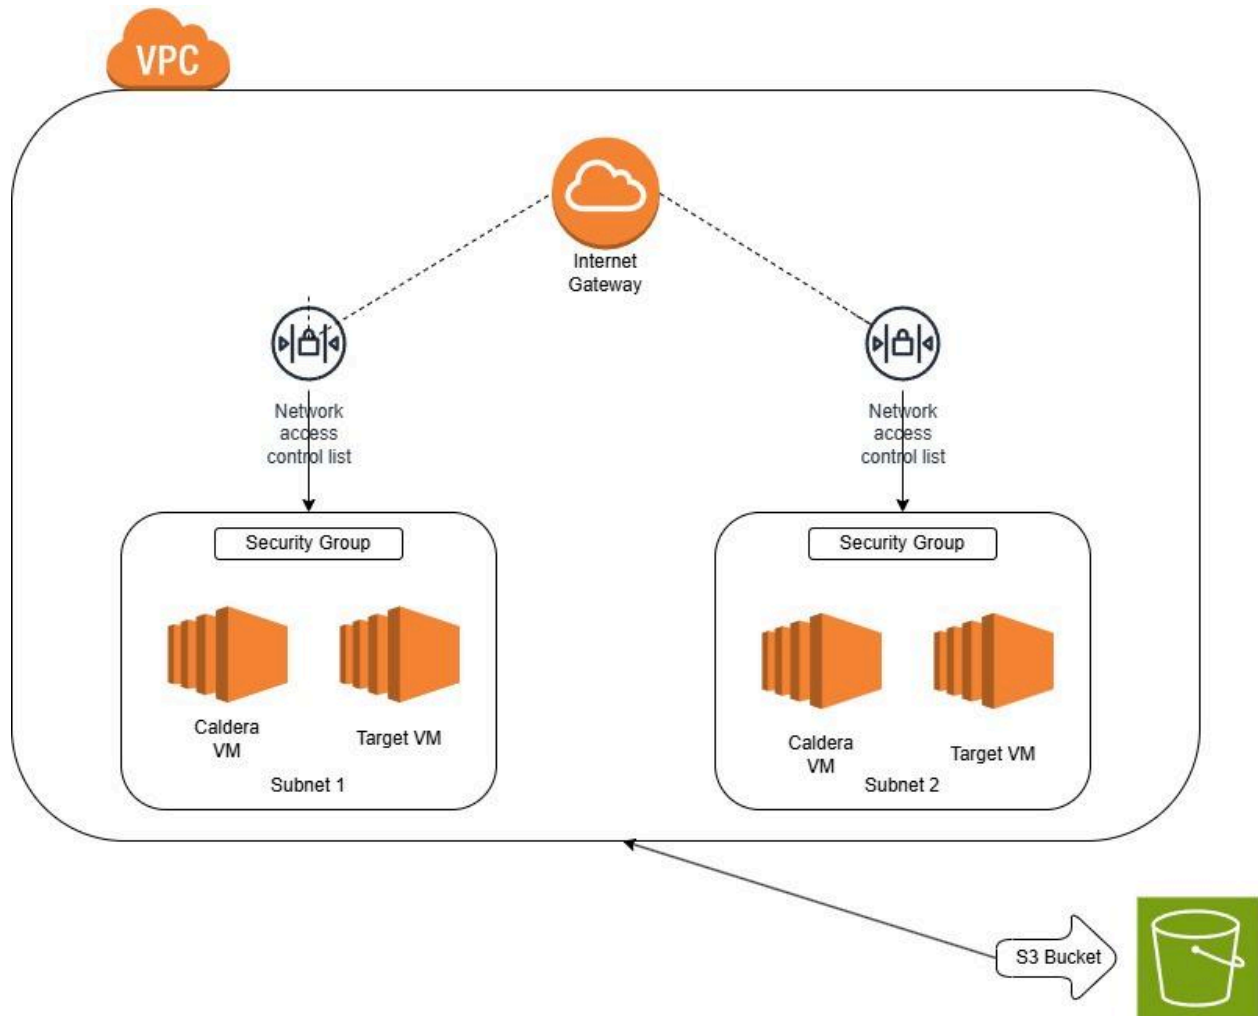 VPC
Internet
Gateway
Network
access
control list
Network
access
control list
Security Group
Caldera
VM
Target VM
Subnet 1
Security Group
Caldera
VM
Target VM
Subnet 2
S3 Bucket